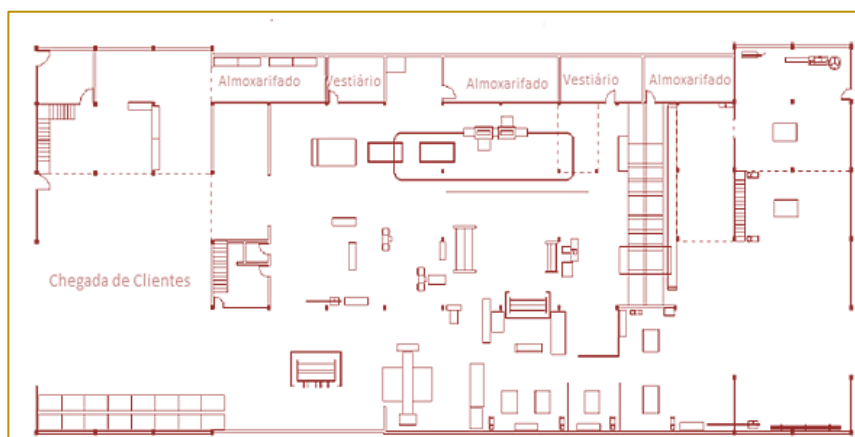 Almoxarifado
Vestiário
Almoxarifado
Vestiário
Almoxarifado
Chegada de Clientes